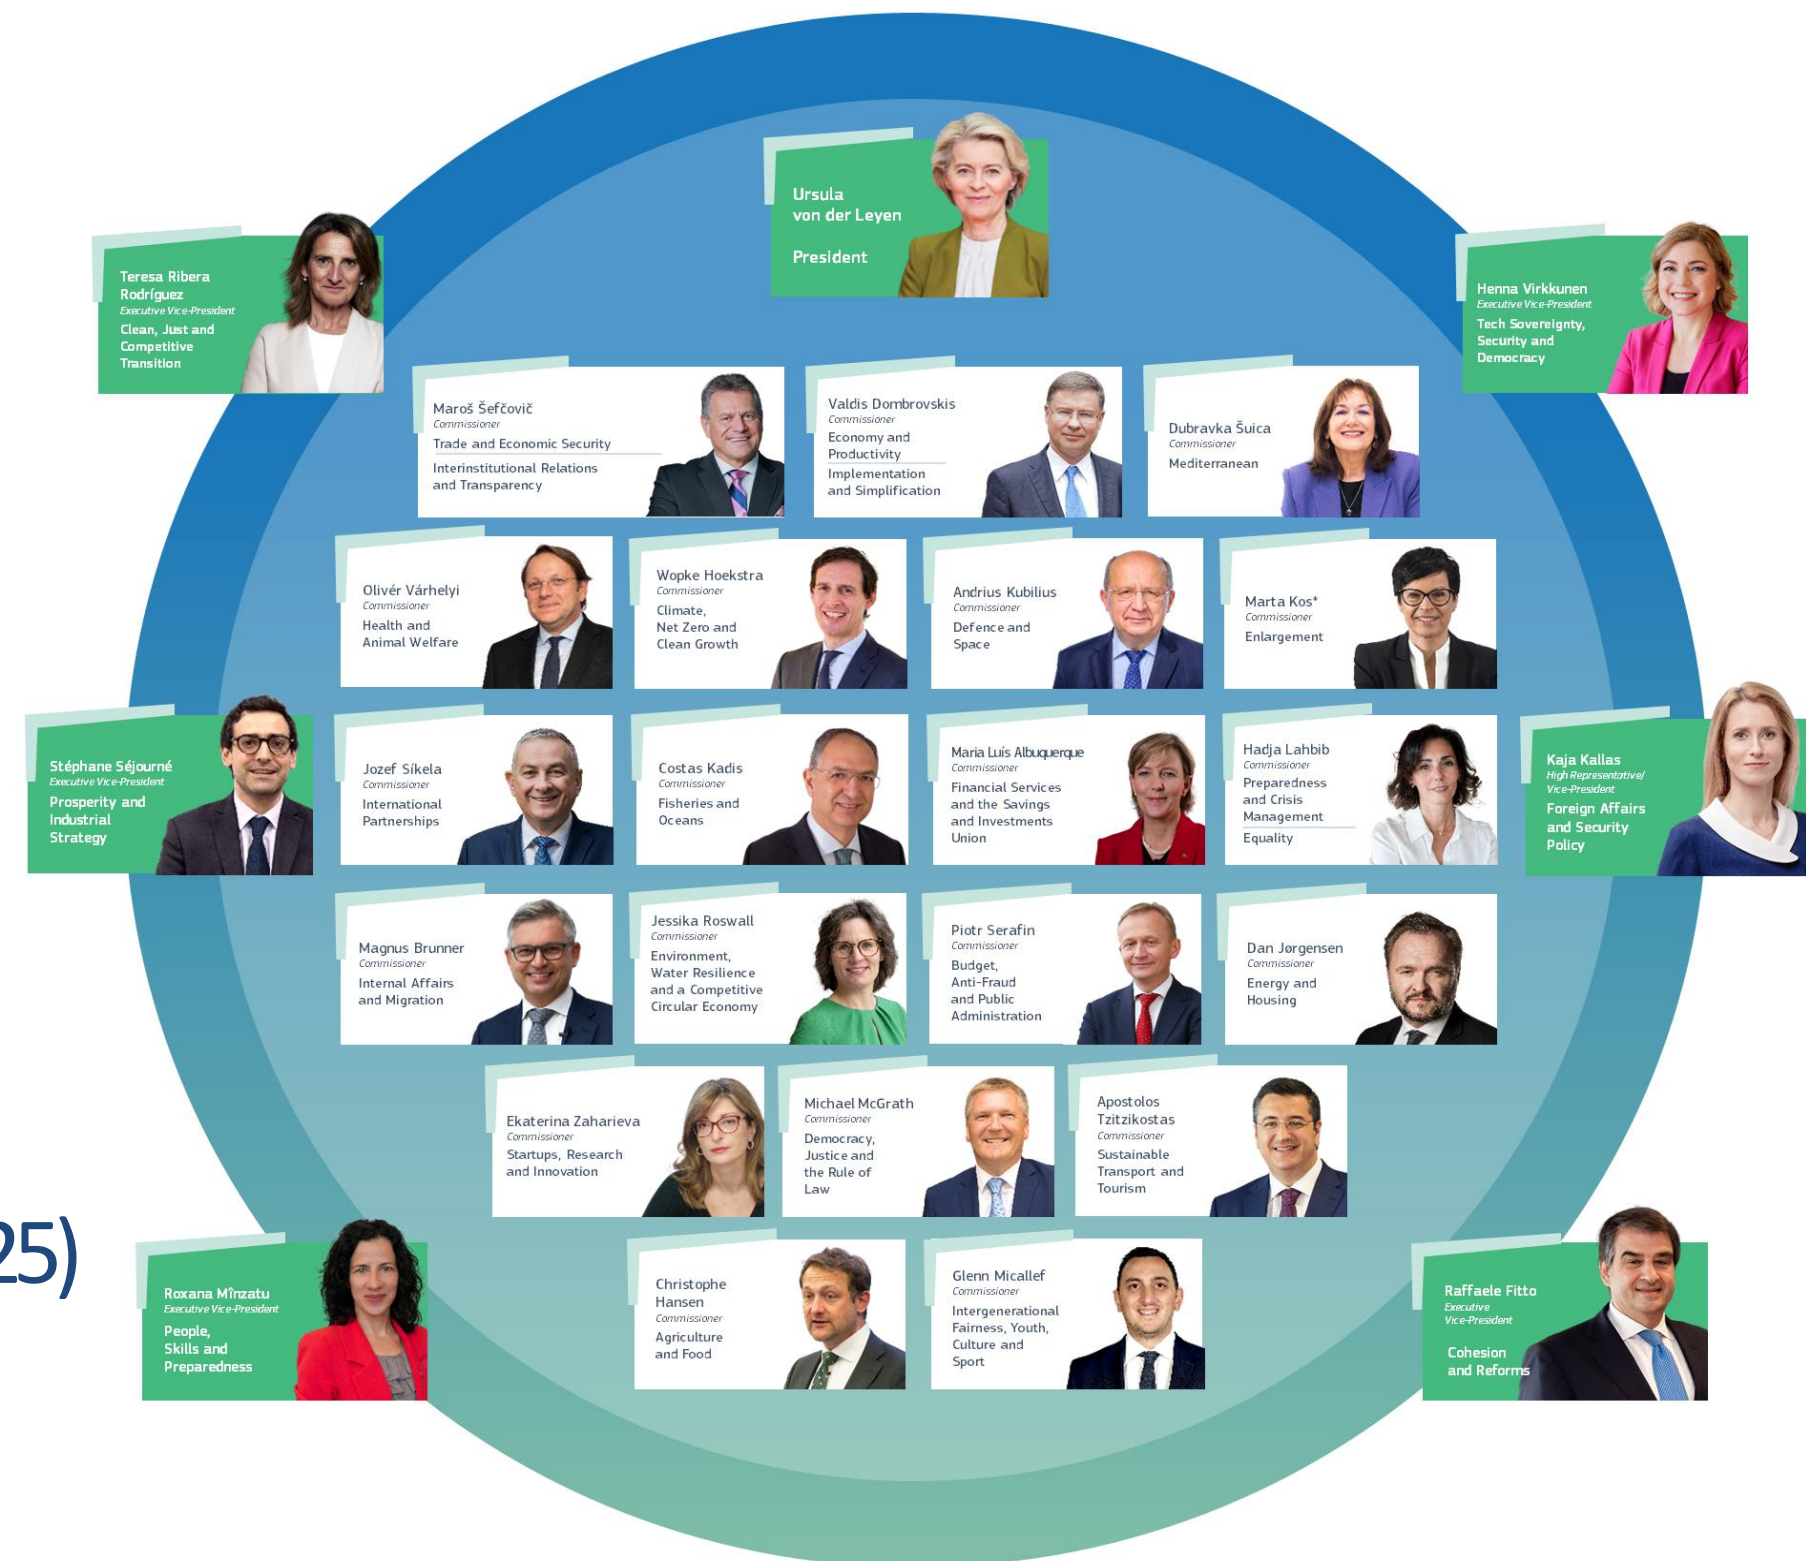 Ursula
von der Leyen
President
Teresa Ribera
Rodríguez
Executive Vice-President
Clean, Just and
Competitive
Transition
Henna Virkkunen
Executive Vice-President
Tech Sovereignty,
Security and
Democracy
Maroš Šefčovič
Commissioner
Trade and Economic Security
Interinstitutional Relations
and Transparency
Valdis Dombrovskis
Commissioner
Economy and
Productivity
Implementation
and Simplification
Dubravka Šuica
Commissioner
Mediterranean
Olivér Várhelyi
Commissioner
Health and
Animal Welfare
Wopke Hoekstra
Commissioner
Climate,
Net Zero and
Clean Growth
Andrius Kubilius
Commissioner
Defence and
Space
Marta Kos*
Commissioner
Enlargement
Stéphane Séjourné
Executive Vice-President
Prosperity and
Industrial
Strategy
Jozef Síkela
Commissioner
International
Partnerships
Costas Kadis
Commissioner
Fisheries and
Oceans
Maria Luís Albuquerque
Commissioner
Financial Services
and the Savings
and Investments
Union
Hadja Lahbib
Commissioner
Preparedness
and Crisis
Management
Equality
Kaja Kallas
High Representative/
Vice-President
Foreign Affairs
and Security
Policy
Magnus Brunner
Commissioner
Internal Affairs
and Migration
Jessika Roswall
Commissioner
Environment,
Water Resilience
and a Competitive
Circular Economy
Piotr Serafin
Commissioner
Budget,
Anti-Fraud
and Public
Administration
Dan Jørgensen
Commissioner
Energy and
Housing
Ekaterina Zaharieva
Commissioner
Startups, Research
and Innovation
Michael McGrath
Commissioner
Democracy,
Justice and
the Rule of
Law
Apostolos
Tzitzikostas
Commissioner
Sustainable
Transport and
Tourism
25)
Roxana Mînzatu
Executive Vice-President
People,
Skills and
Preparedness
Christophe
Hansen
Commissioner
Agriculture
and Food
Glenn Micallef
Commissioner
Intergenerational
Fairness, Youth,
Culture and
Sport
Raffaele Fitto
Executive
Vice-President
Cohesion
and Reforms